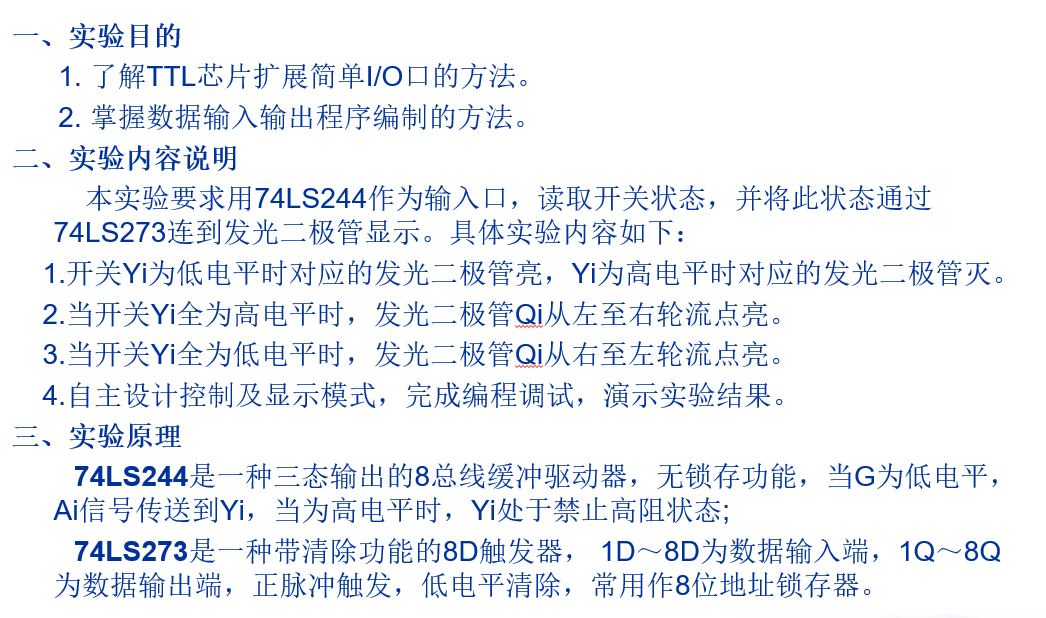 一、实验目的
1. 了解TTL芯片扩展简单I/O口的方法。
2. 掌握数据输入输出程序编制的方法。
二、实验内容说明
本实验要求用74LS244作为输入口，读取开关状态，并将此状态通过
74LS273连到发光二极管显示。具体实验内容如下：
1.开关Yi为低电平时对应的发光二极管亮，Yi为高电平时对应的发光二极管灭。
2.当开关Yi全为高电平时，发光二极管Qi从左至右轮流点亮。
3.当开关Yi全为低电平时，发光二极管Qi从右至左轮流点亮。
4.自主设计控制及显示模式，完成编程调试，演示实验结果。
三、实验原理
74LS244是一种三态输出的8总线缓冲驱动器，无锁存功能，当G为低电平，
Ai信号传送到Yi，当为高电平时，Yi处于禁止高阻状态;
74LS273是一种带清除功能的8D触发器， 1D～8D为数据输入端，1Q～8Q
为数据输出端，正脉冲触发，低电平清除，常用作8位地址锁存器。